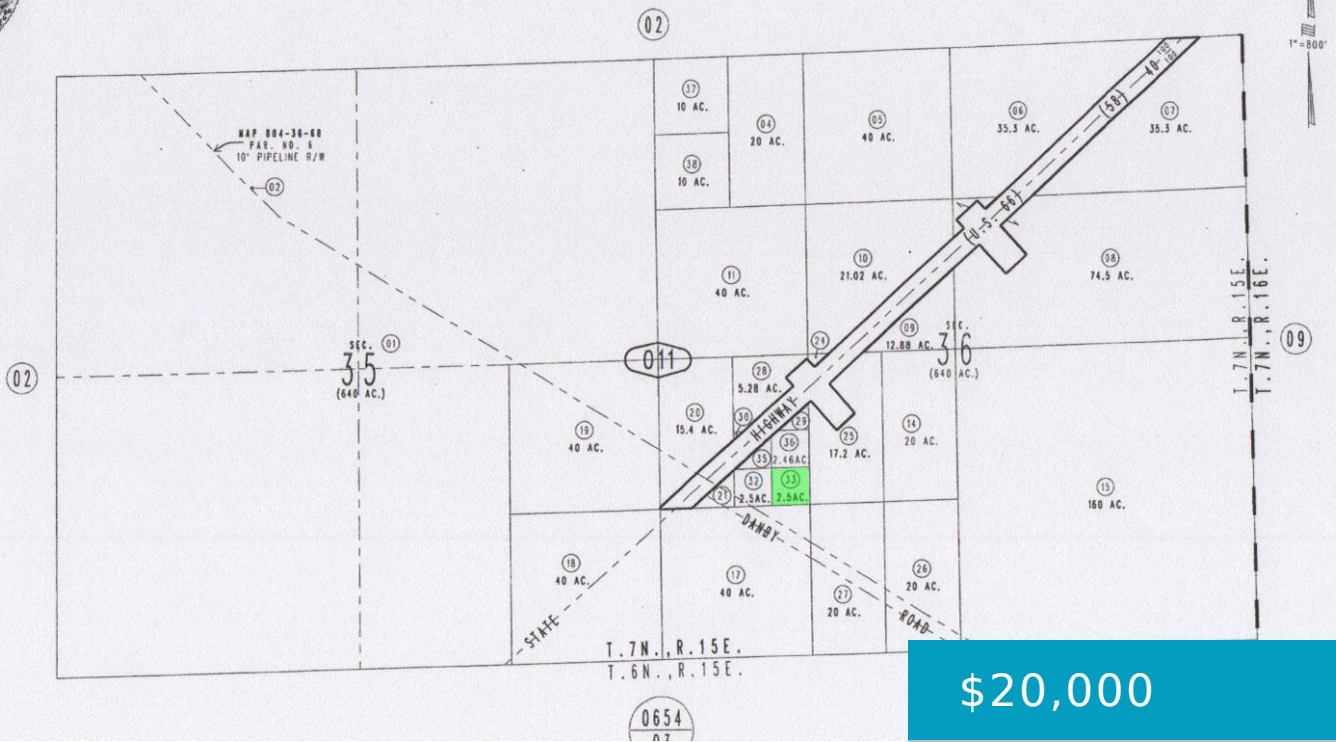 02
1"=800'
37
10 AC.
04
20 AC.
05
40 AC.
06
35.3 AC.
(58)
40
100
100
07
35.3 AC.
MAP 804-36-68
PAR. NO. 6
10' PIPELINE R/W
02
38
10 AC.
(U.S. 66)
11
40 AC.
10
21.02 AC.
08
74.5 AC.
T.7N.,R.15E.
T.7N.,R.16E.
09
02
SEC. 01
35
(640 AC.)
011
24
09
12.88 AC.
SEC.
36
(640 AC.)
28
5.28 AC.
19
40 AC.
20
15.4 AC.
30
HIGHWAY
29
25
17.2 AC.
14
20 AC.
36
2.46AC.
35
21
32
2.5AC.
33
2.5AC.
15
160 AC.
DANBY
18
40 AC.
17
40 AC.
27
20 AC.
26
20 AC.
STATE
ROAD
T.7N.,R.15E.
T.6N.,R.15E.
0654
03
$20,000